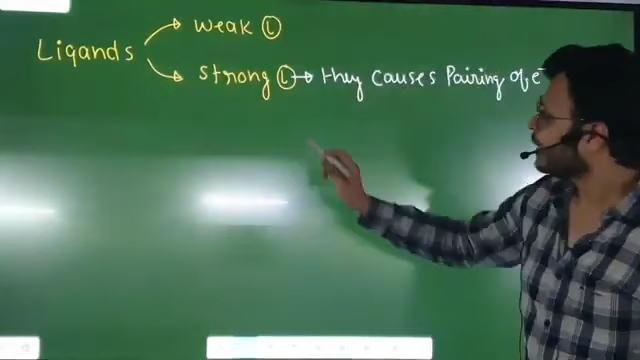 weak Ⓛ
Ligands
strong Ⓛ → they causes Pairing of e⁻